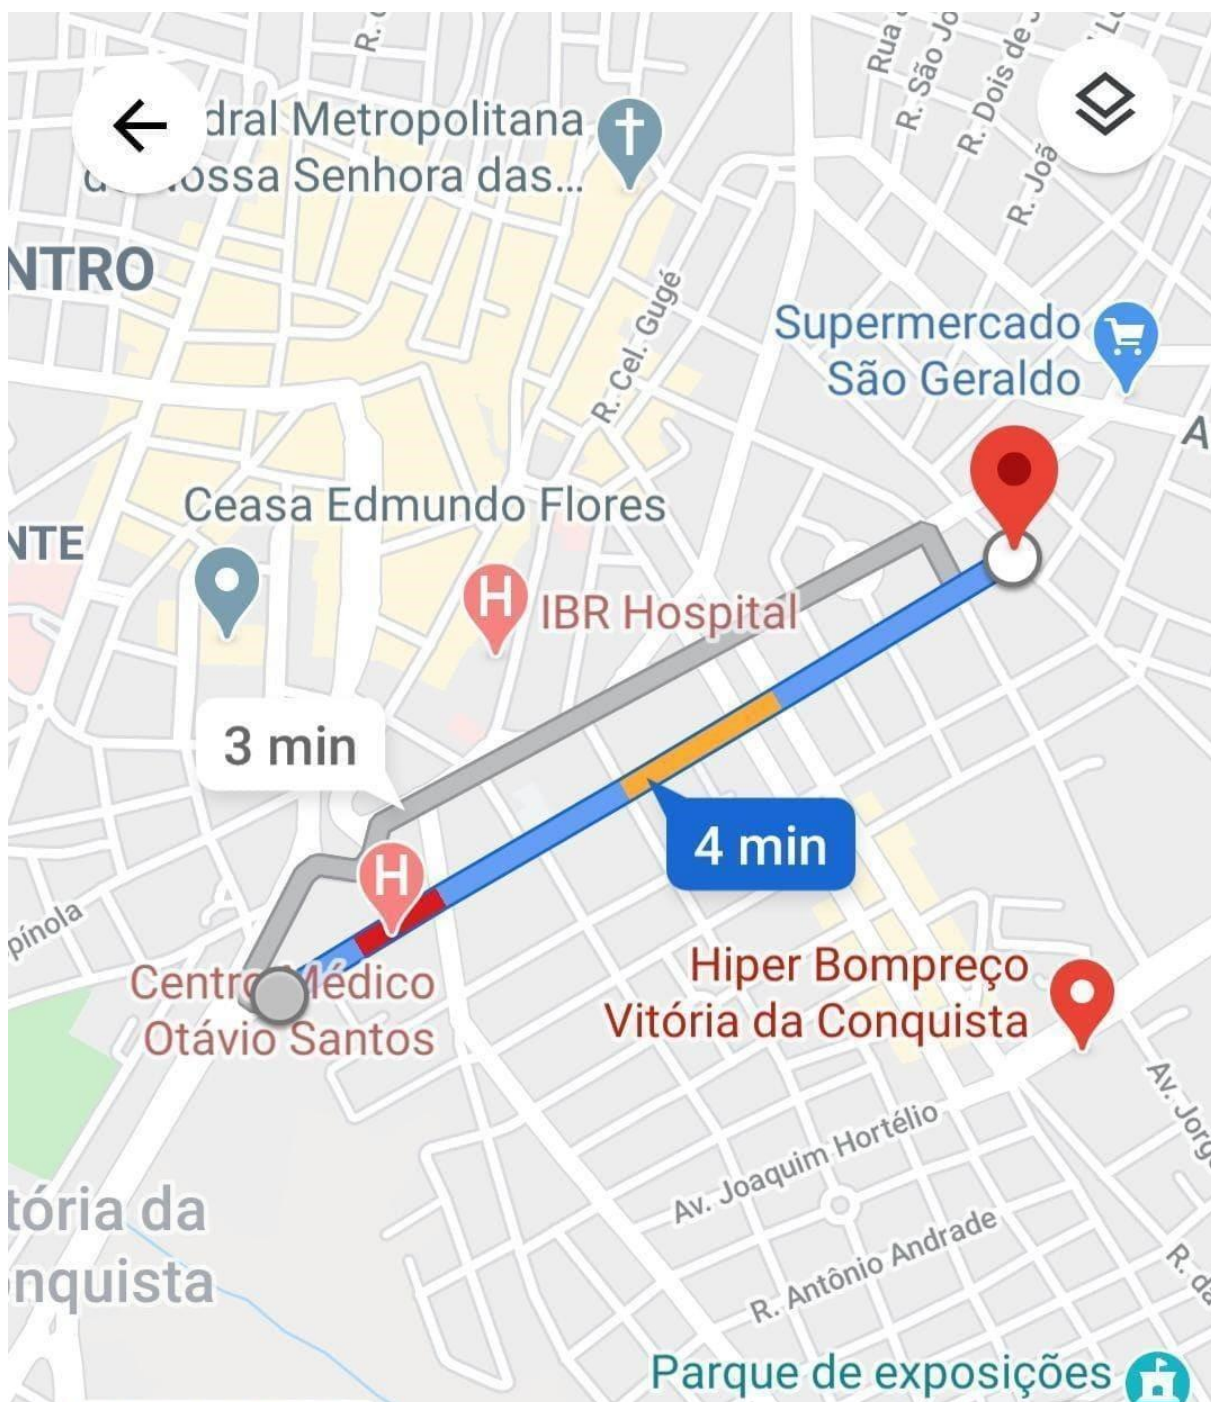 R. C
Rua
R. São Jo
R. Dois de J
R. Joã
dral Metropolitana
ossa Senhora das...
NTRO
R. Cel. Gugé
Supermercado
São Geraldo
A
Ceasa Edmundo Flores
NTE
H
IBR Hospital
3 min
4 min
H
pínola
Centro Médico
Otávio Santos
Hiper Bompreço
Vitória da Conquista
Av. Jorge
Av. Joaquim Hortélio
tória da
nquista
R. Antônio Andrade
R. da
Parque de exposições